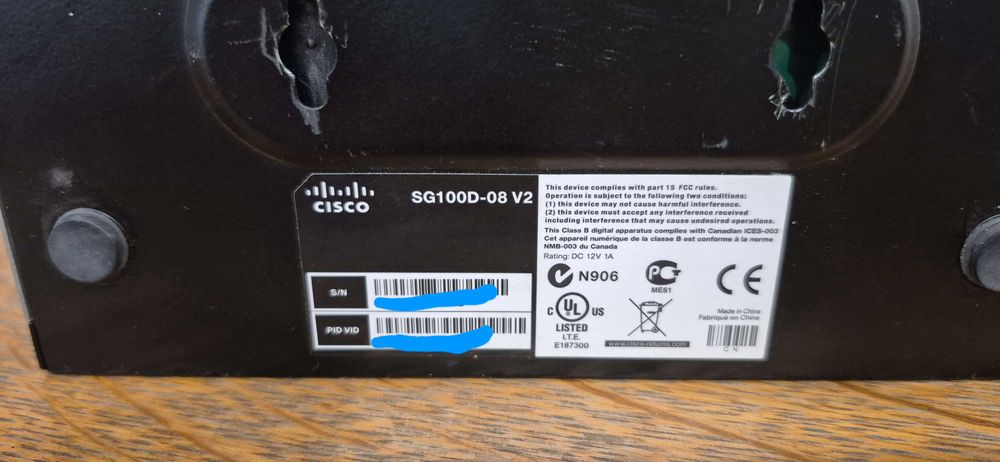 CISCO
SG100D-08 V2
S/N
PID VID
This device complies with part 15 FCC rules.
Operation is subject to the following two conditions:
(1) this device may not cause harmful interference.
(2) this device must accept any interference received
including interference that may cause undesired operations.
This Class B digital apparatus complies with Canadian ICES-003
Cet appareil numérique de la classe B est conforme à la norme
NMB-003 du Canada
Rating: DC 12V 1A
N906
PG
ME61
CE
C UL US
LISTED
I.T.E.
E187300
www.cisco-returns.com
Made in China
Fabriqué en Chine
C N